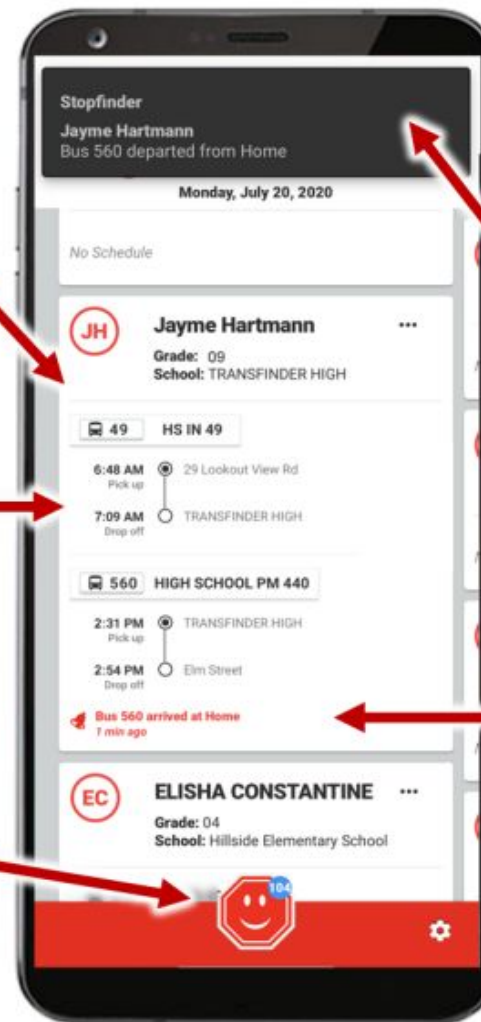 Stopfinder
Jayme Hartmann
Bus 560 departed from Home
Monday, July 20, 2020
No Schedule
JH
Jayme Hartmann
Grade: 09
School: TRANSFINDER HIGH
49 HS IN 49
6:48 AM 29 Lookout View Rd
Pick up
7:09 AM TRANSFINDER HIGH
Drop off
560 HIGH SCHOOL PM 440
2:31 PM TRANSFINDER HIGH
Pick up
2:54 PM Elm Street
Drop off
Bus 560 arrived at Home
1 min ago
EC
ELISHA CONSTANTINE
Grade: 04
School: Hillside Elementary School
104